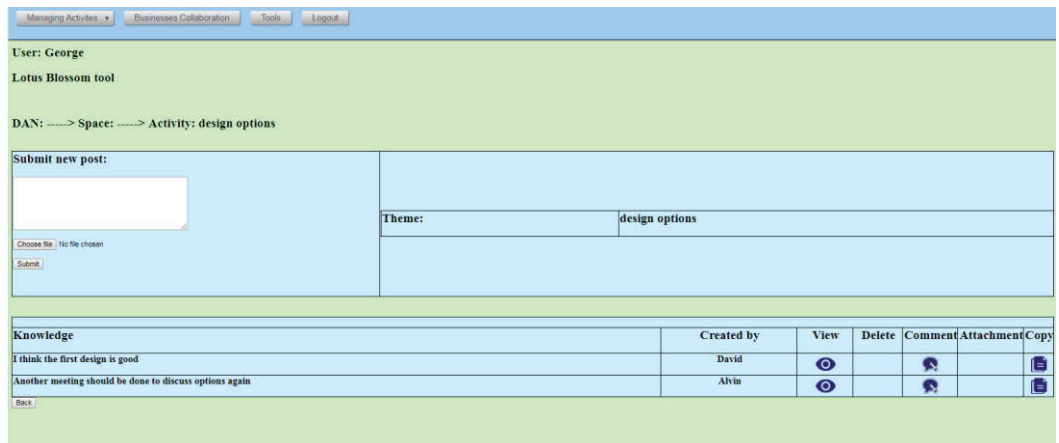 Managing Activites ▼ Businesses Collaboration Tools Logout
User: George
Lotus Blossom tool
DAN: -----> Space: -----> Activity: design options
Submit new post:
Theme: design options
Choose file No file chosen
Submit
Knowledge Created by View Delete Comment Attachment Copy
I think the first design is good David
Another meeting should be done to discuss options again Alvin
Back